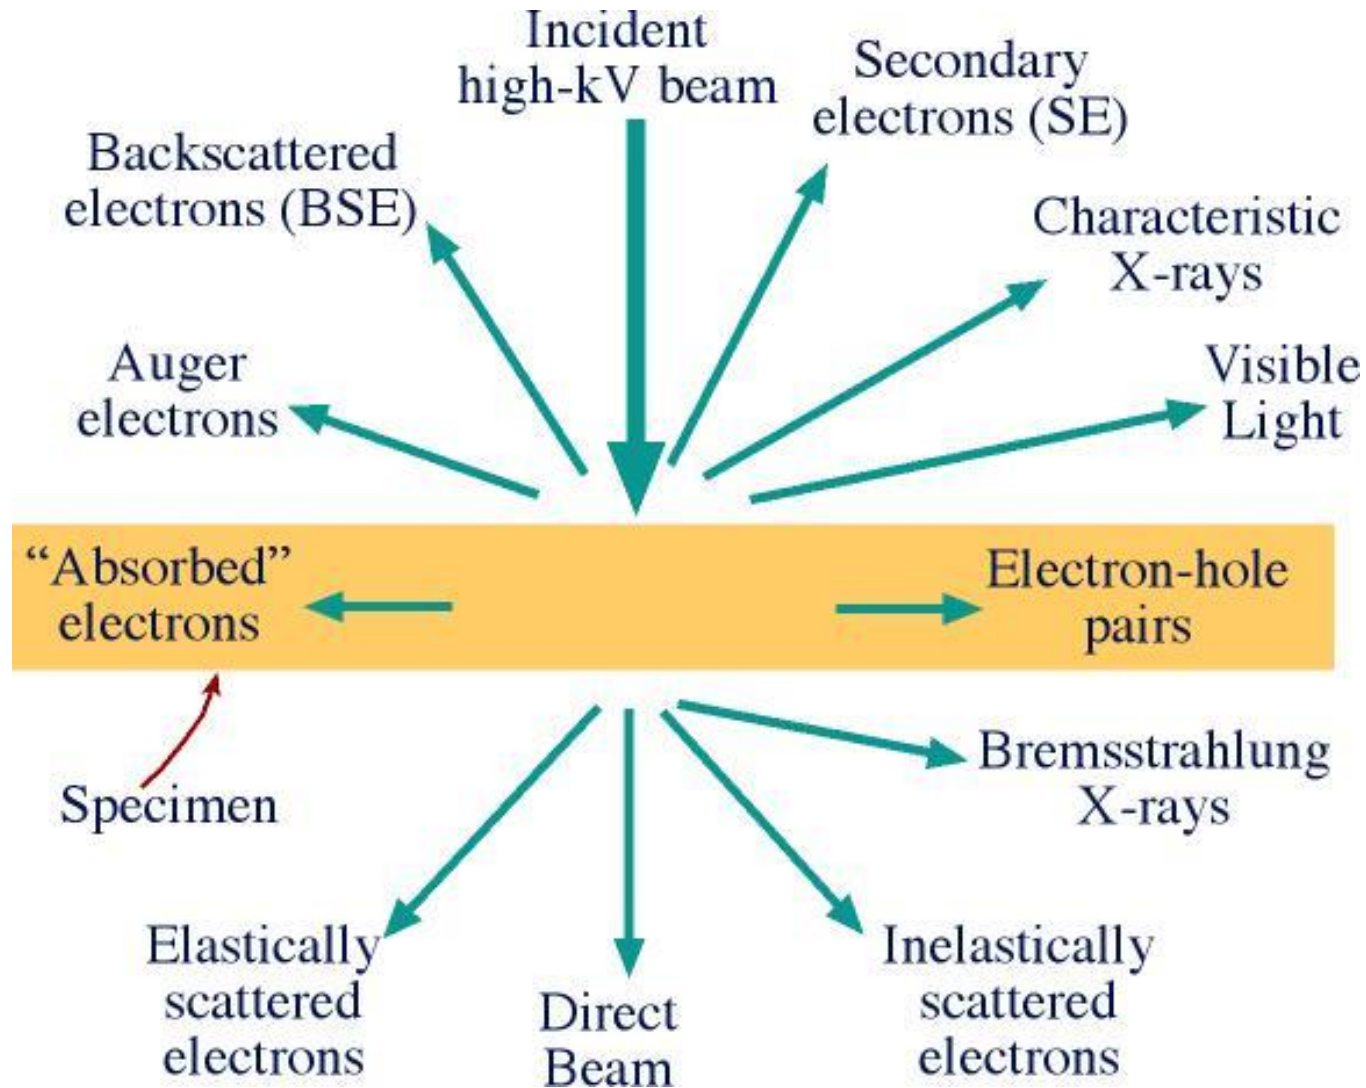 Incident
high-kV beam
Secondary
electrons (SE)
Backscattered
electrons (BSE)
Characteristic
X-rays
Auger
electrons
Visible
Light
“Absorbed”
electrons
Electron-hole
pairs
Specimen
Bremsstrahlung
X-rays
Elastically
scattered
electrons
Direct
Beam
Inelastically
scattered
electrons